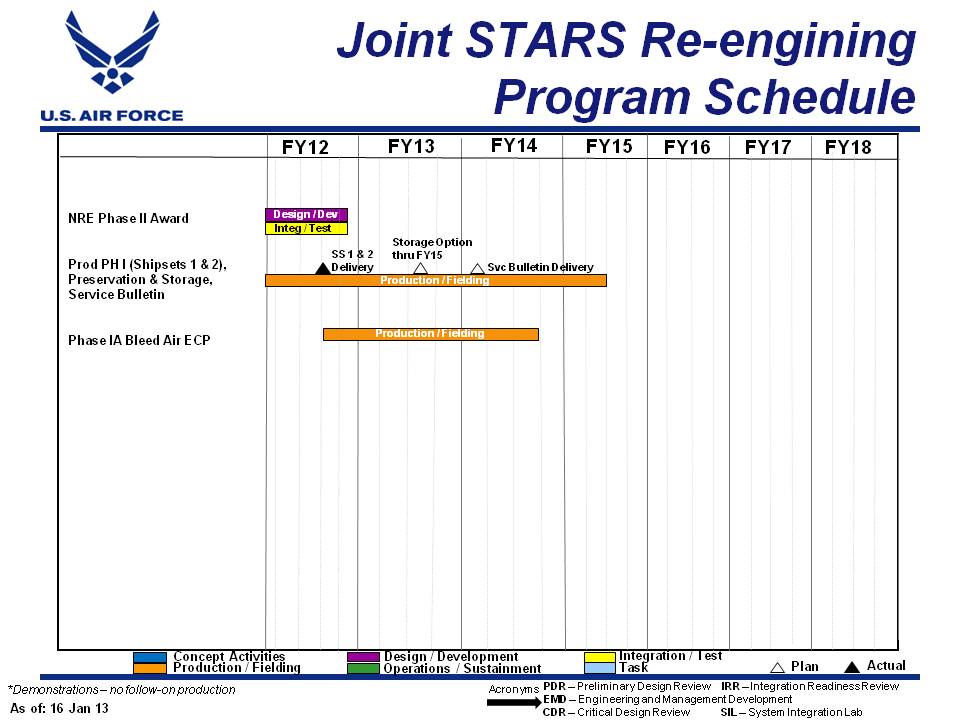 Joint STARS Re-engining
Program Schedule
U.S. AIR FORCE
FY12 FY13 FY14 FY15 FY16 FY17 FY18
NRE Phase II Award
Design / Dev
Integ / Test
Prod PH I (Shipsets 1 & 2),
Preservation & Storage,
Service Bulletin
SS 1 & 2
Delivery
Storage Option
thru FY15
Svc Bulletin Delivery
Production / Fielding
Phase IA Bleed Air ECP
Production / Fielding
Concept Activities Design / Development Integration / Test
Production / Fielding Operations / Sustainment Task Plan Actual
*Demonstrations – no follow-on production
As of: 16 Jan 13
Acronyms PDR – Preliminary Design Review IRR – Integration Readiness Review
EMD – Engineering and Management Development
CDR – Critical Design Review SIL – System Integration Lab